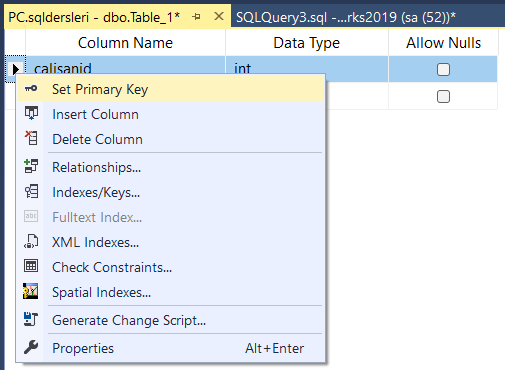 PC.sqldersleri - dbo.Table_1* SQLQuery3.sql -...rks2019 (sa (52))*
Column Name Data Type Allow Nulls
calisanid int
Set Primary Key
Insert Column
Delete Column
Relationships...
Indexes/Keys...
abc Fulltext Index...
XML Indexes...
Check Constraints...
Spatial Indexes...
Generate Change Script...
Properties Alt+Enter